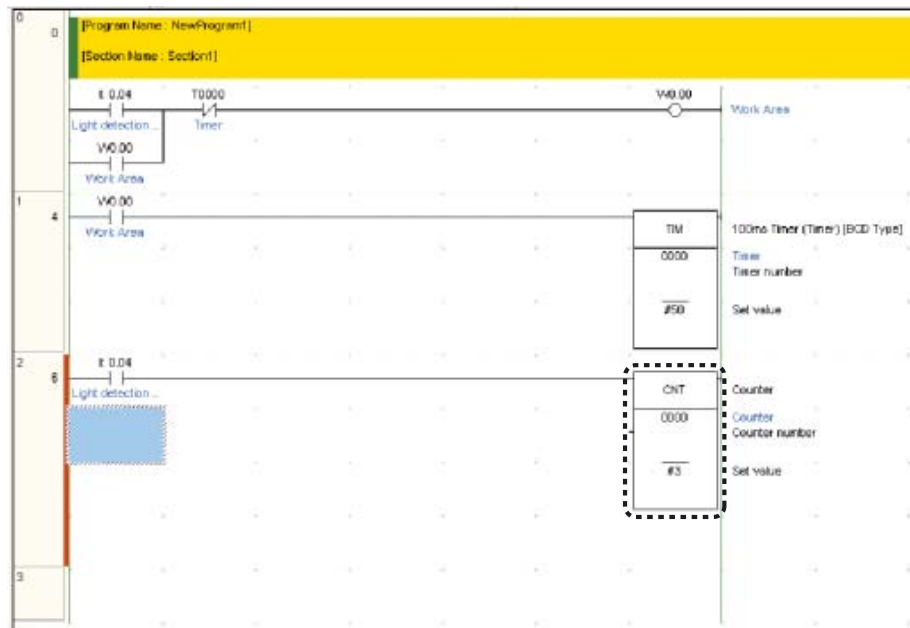 0
0
[Program Name : NewProgram1]
[Section Name : Section1]
I: 0.04
T0000
W0.00
Light detection ...
Timer
Work Area
W0.00
Work Area
1
4
W0.00
Work Area
TIM
100ms Timer (Timer) [BCD Type]
0000
Timer
Timer number
#50
Set value
2
6
I: 0.04
Light detection ...
CNT
Counter
0000
Counter
Counter number
#3
Set value
3